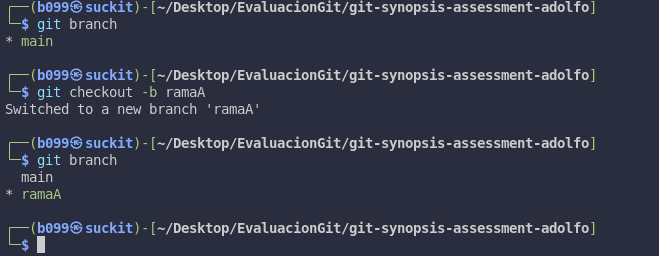 ┌──(b099㉿suckit)-[~/Desktop/EvaluacionGit/git-synopsis-assessment-adolfo]
└─$ git branch
* main
┌──(b099㉿suckit)-[~/Desktop/EvaluacionGit/git-synopsis-assessment-adolfo]
└─$ git checkout -b ramaA
Switched to a new branch 'ramaA'
┌──(b099㉿suckit)-[~/Desktop/EvaluacionGit/git-synopsis-assessment-adolfo]
└─$ git branch
  main
* ramaA
┌──(b099㉿suckit)-[~/Desktop/EvaluacionGit/git-synopsis-assessment-adolfo]
└─$